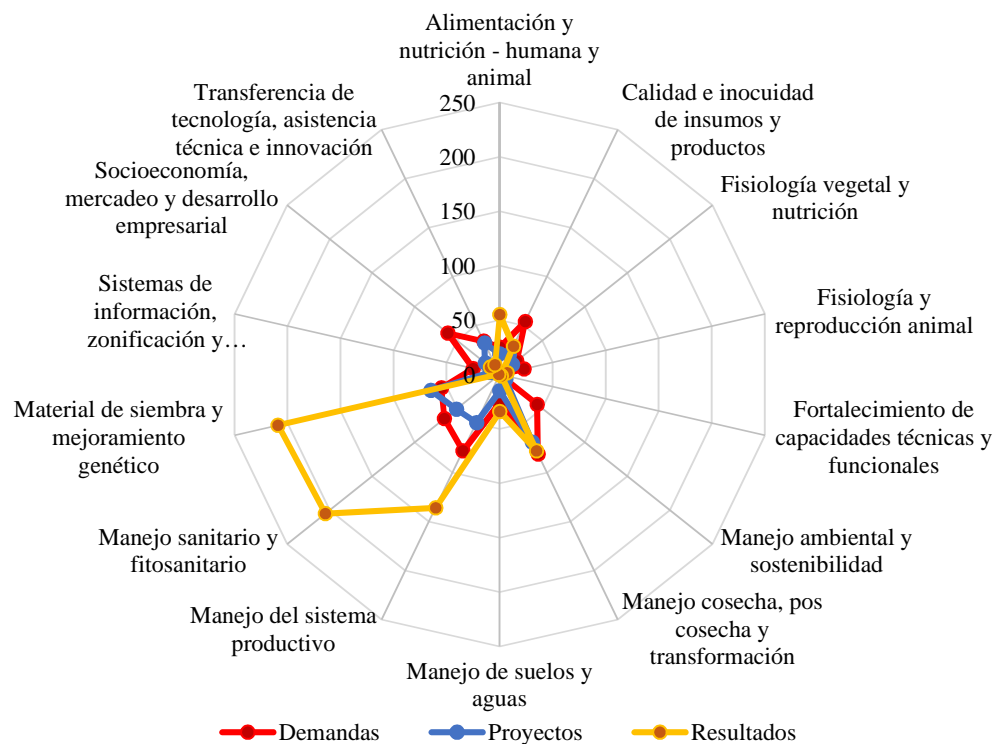 Alimentación y
nutrición - humana y
animal
Calidad e inocuidad
de insumos y
productos
Fisiología vegetal y
nutrición
Fisiología y
reproducción animal
Fortalecimiento de
capacidades técnicas y
funcionales
Manejo ambiental y
sostenibilidad
Manejo cosecha, pos
cosecha y
transformación
Manejo de suelos y
aguas
Manejo del sistema
productivo
Manejo sanitario y
fitosanitario
Material de siembra y
mejoramiento
genético
Sistemas de
información,
zonificación y…
Socioeconomía,
mercadeo y desarrollo
empresarial
Transferencia de
tecnología, asistencia
técnica e innovación
250
200
150
100
50
0
Demandas
Proyectos
Resultados